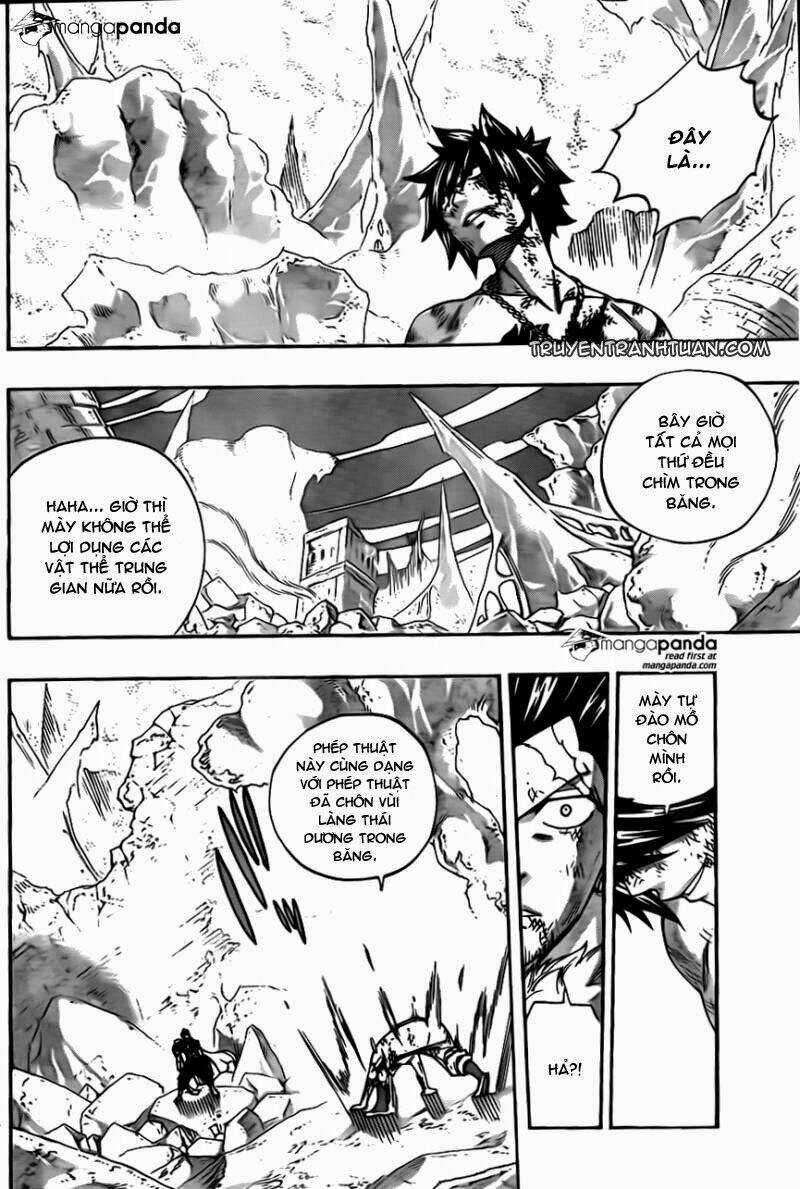 mangapanda
ĐÂY
LÀ...
TRUYENTRANHTUAN.COM
BÂY GIỜ
TẤT CẢ MỌI
THỨ ĐỀU
CHÌM TRONG
BĂNG.
HAHA... GIỜ THÌ
MÀY KHÔNG THỂ
LỢI DỤNG CÁC
VẬT THỂ TRUNG
GIAN NỮA RỒI.
mangapanda
read first at
mangapanda.com
MÀY TỰ
ĐÀO MỒ
CHÔN
MÌNH
RỒI.
HẢ?!
PHÉP THUẬT
NÀY CÙNG DẠNG
VỚI PHÉP THUẬT
ĐÃ CHÔN VÙI
LÀNG THÁI
DƯƠNG TRONG
BĂNG.